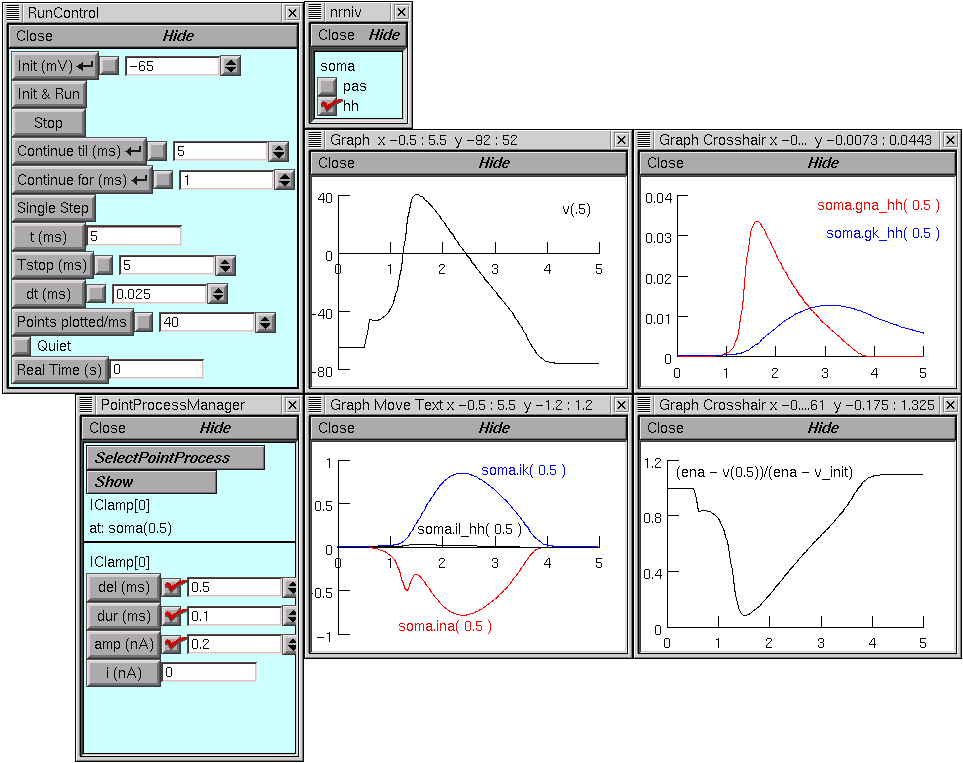 RunControl
Close Hide
Init (mV) −65
Init & Run
Stop
Continue til (ms) 5
Continue for (ms) 1
Single Step
t (ms) 5
Tstop (ms) 5
dt (ms) 0.025
Points plotted/ms 40
Quiet
Real Time (s) 0
nrniv
Close Hide
soma
pas
hh
Graph x −0.5 : 5.5 y −92 : 52
Close Hide
40
v(.5)
0
0 1 2 3 4 5
−40
−80
Graph Crosshair x −0... y −0.0073 : 0.0443
Close Hide
0.04
soma.gna_hh( 0.5 )
0.03
soma.gk_hh( 0.5 )
0.02
0.01
0
0 1 2 3 4 5
PointProcessManager
Close Hide
SelectPointProcess
Show
IClamp[0]
at: soma(0.5)
IClamp[0]
del (ms) 0.5
dur (ms) 0.1
amp (nA) 0.2
i (nA) 0
Graph Move Text x −0.5 : 5.5 y −1.2 : 1.2
Close Hide
1
soma.ik( 0.5 )
0.5
soma.il_hh( 0.5 )
0
0 1 2 3 4 5
−0.5
soma.ina( 0.5 )
−1
Graph Crosshair x −0....61 y −0.175 : 1.325
Close Hide
1.2
(ena − v(0.5))/(ena − v_init)
0.8
0.4
0
0 1 2 3 4 5